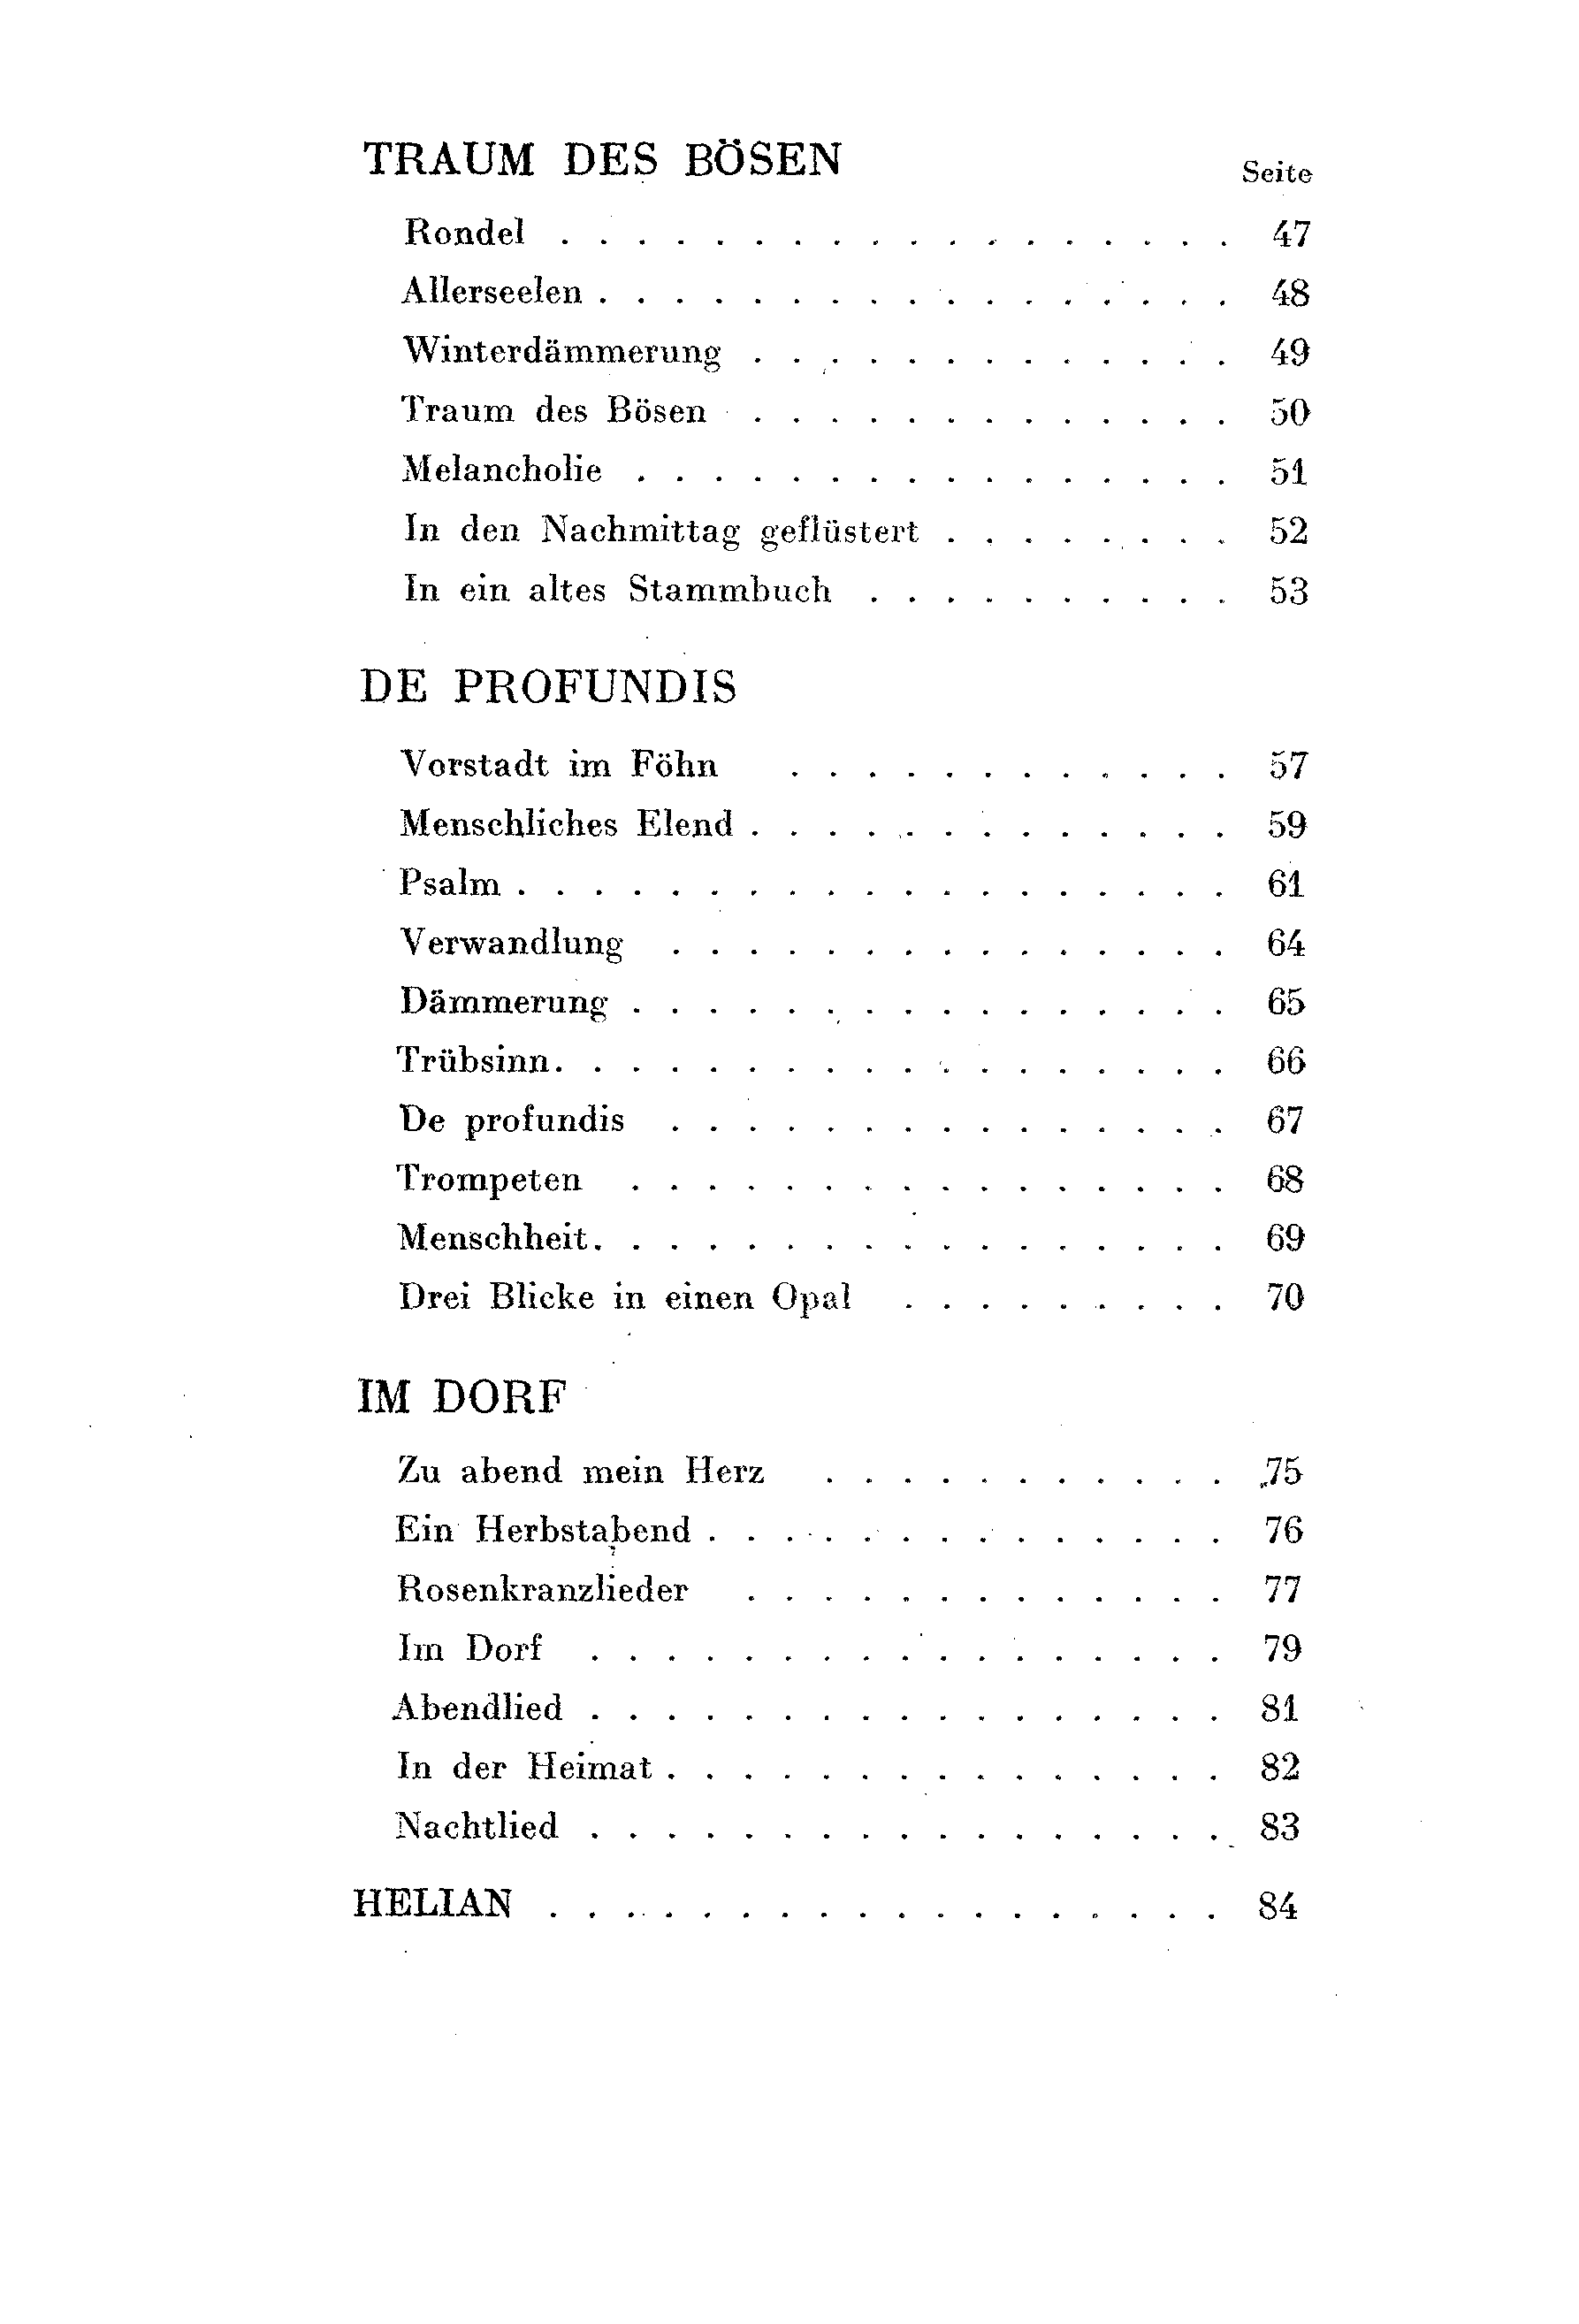 TRAUM DES BÖSEN Seite
Rondel . . . . . . . . . . . . . . . . . . 47
Allerseelen . . . . . . . . . . . . . . . . . 48
Winterdämmerung . . . . . . . . . . . . . 49
Traum des Bösen . . . . . . . . . . . . . 50
Melancholie . . . . . . . . . . . . . . . . 51
In den Nachmittag geflüstert . . . . . . . . 52
In ein altes Stammbuch . . . . . . . . . . 53
DE PROFUNDIS
Vorstadt im Föhn . . . . . . . . . . . . 57
Menschliches Elend . . . . . . . . . . . . . 59
Psalm . . . . . . . . . . . . . . . . . . . 61
Verwandlung . . . . . . . . . . . . . . . 64
Dämmerung . . . . . . . . . . . . . . . . 65
Trübsinn . . . . . . . . . . . . . . . . . . 66
De profundis . . . . . . . . . . . . . . . 67
Trompeten . . . . . . . . . . . . . . . . 68
Menschheit . . . . . . . . . . . . . . . . . 69
Drei Blicke in einen Opal . . . . . . . . . 70
IM DORF
Zu abend mein Herz . . . . . . . . . . . 75
Ein Herbstabend . . . . . . . . . . . . . . 76
Rosenkranzlieder . . . . . . . . . . . . . 77
Im Dorf . . . . . . . . . . . . . . . . . 79
Abendlied . . . . . . . . . . . . . . . . . 81
In der Heimat . . . . . . . . . . . . . . . 82
Nachtlied . . . . . . . . . . . . . . . . . 83
HELIAN . . . . . . . . . . . . . . . . . . 84